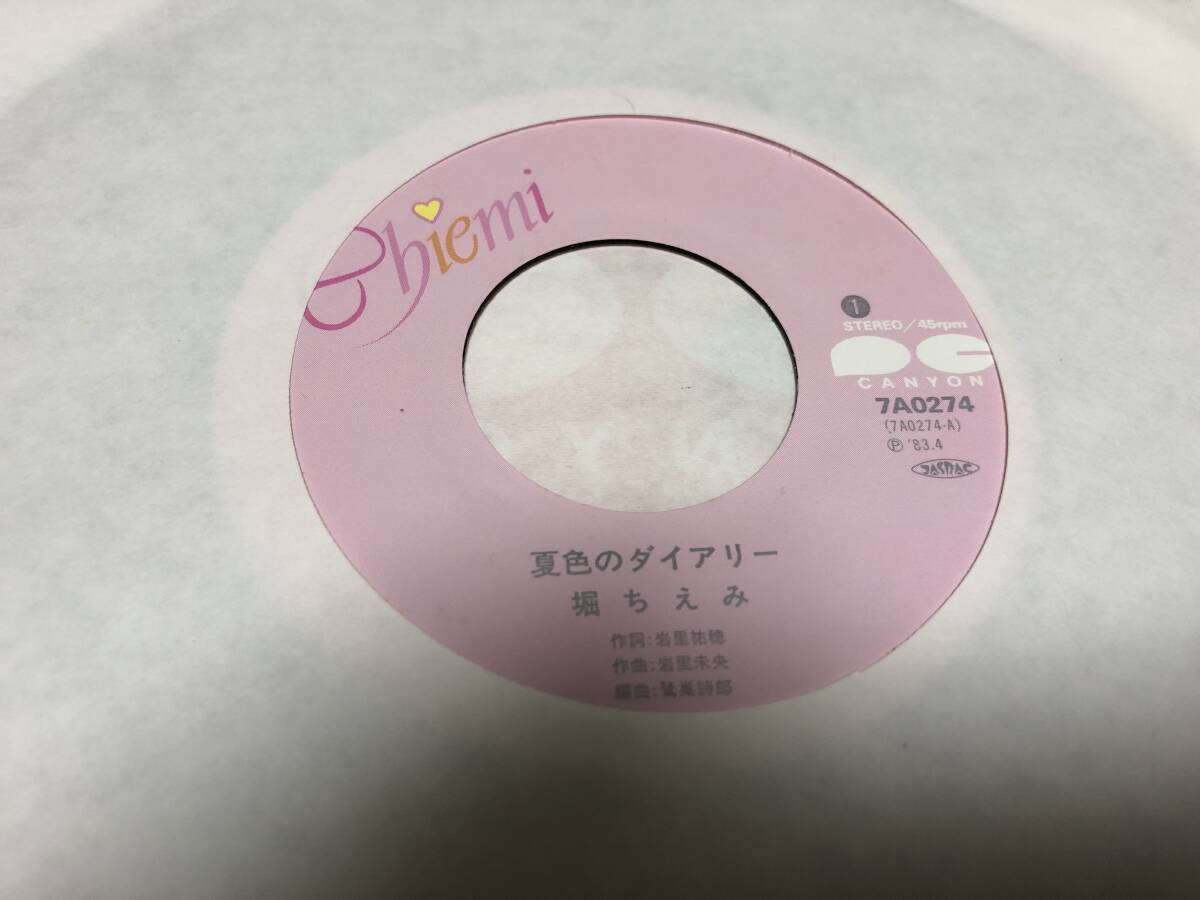 Chiemi
1
STEREO/45rpm
CANYON
7A0274
(7A0274-A)
Ⓟ '83.4
JASRAC
夏色のダイアリー
堀ちえみ
作詞:岩里祐穂
作曲:岩里未央
編曲:鷺巣詩郎